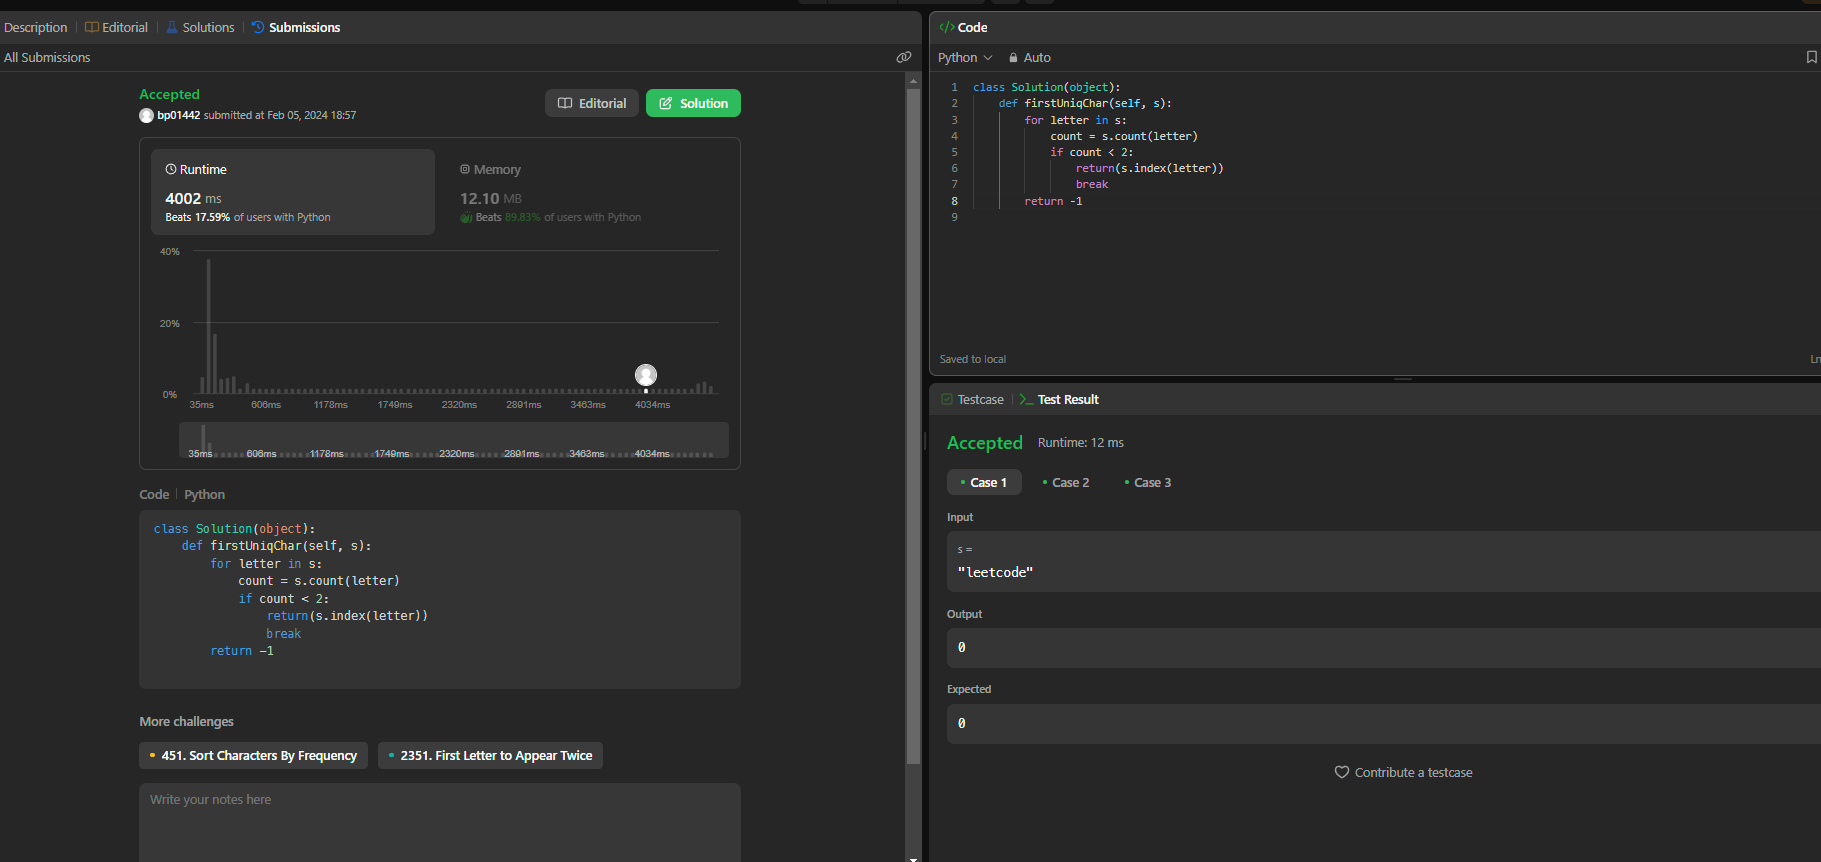 Description
Editorial
Solutions
Submissions
All Submissions
Accepted
bp01442 submitted at Feb 05, 2024 18:57
Editorial
Solution
Runtime
4002 ms
Beats 17.59% of users with Python
Memory
12.10 MB
Beats 89.83% of users with Python
40%
20%
0%
35ms 606ms 1178ms 1749ms 2320ms 2891ms 3463ms 4034ms
35ms 606ms 1178ms 1749ms 2320ms 2891ms 3463ms 4034ms
Code | Python
class Solution(object):
    def firstUniqChar(self, s):
        for letter in s:
            count = s.count(letter)
            if count < 2:
                return(s.index(letter))
                break
        return -1
More challenges
451. Sort Characters By Frequency
2351. First Letter to Appear Twice
Write your notes here
</> Code
Python
Auto
1 class Solution(object):
2     def firstUniqChar(self, s):
3         for letter in s:
4             count = s.count(letter)
5             if count < 2:
6                 return(s.index(letter))
7                 break
8         return -1
9
Saved to local
Ln
Testcase
>_ Test Result
Accepted
Runtime: 12 ms
Case 1
Case 2
Case 3
Input
s =
"leetcode"
Output
0
Expected
0
Contribute a testcase